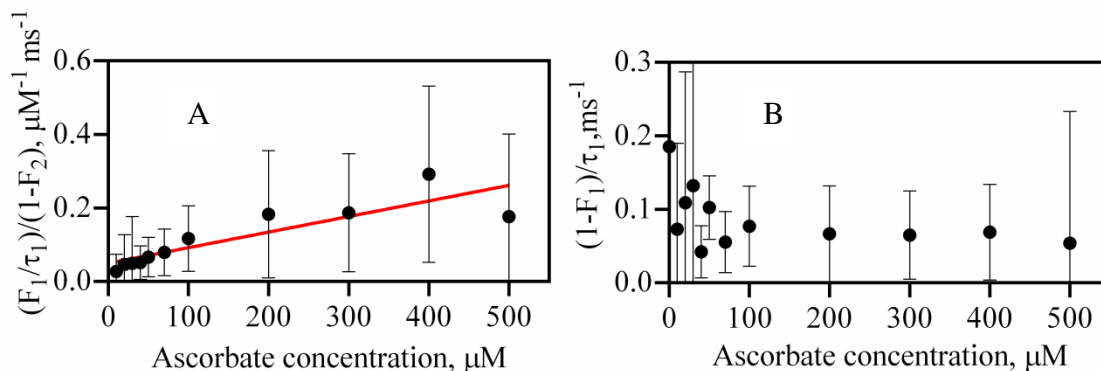 (F₁/τ₁)/(1-F₂), μM⁻¹ ms⁻¹
0.6
0.4
0.2
0.0
A
0 100 200 300 400 500
Ascorbate concentration, μM
(1-F₁)/τ₁,ms⁻¹
0.3
0.2
0.1
0.0
B
0 100 200 300 400 500
Ascorbate concentration, μM